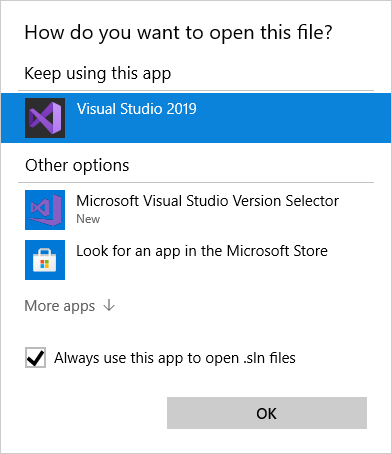 How do you want to open this file?
Keep using this app
Visual Studio 2019
Other options
Microsoft Visual Studio Version Selector
New
Look for an app in the Microsoft Store
More apps ↓
Always use this app to open .sln files
OK